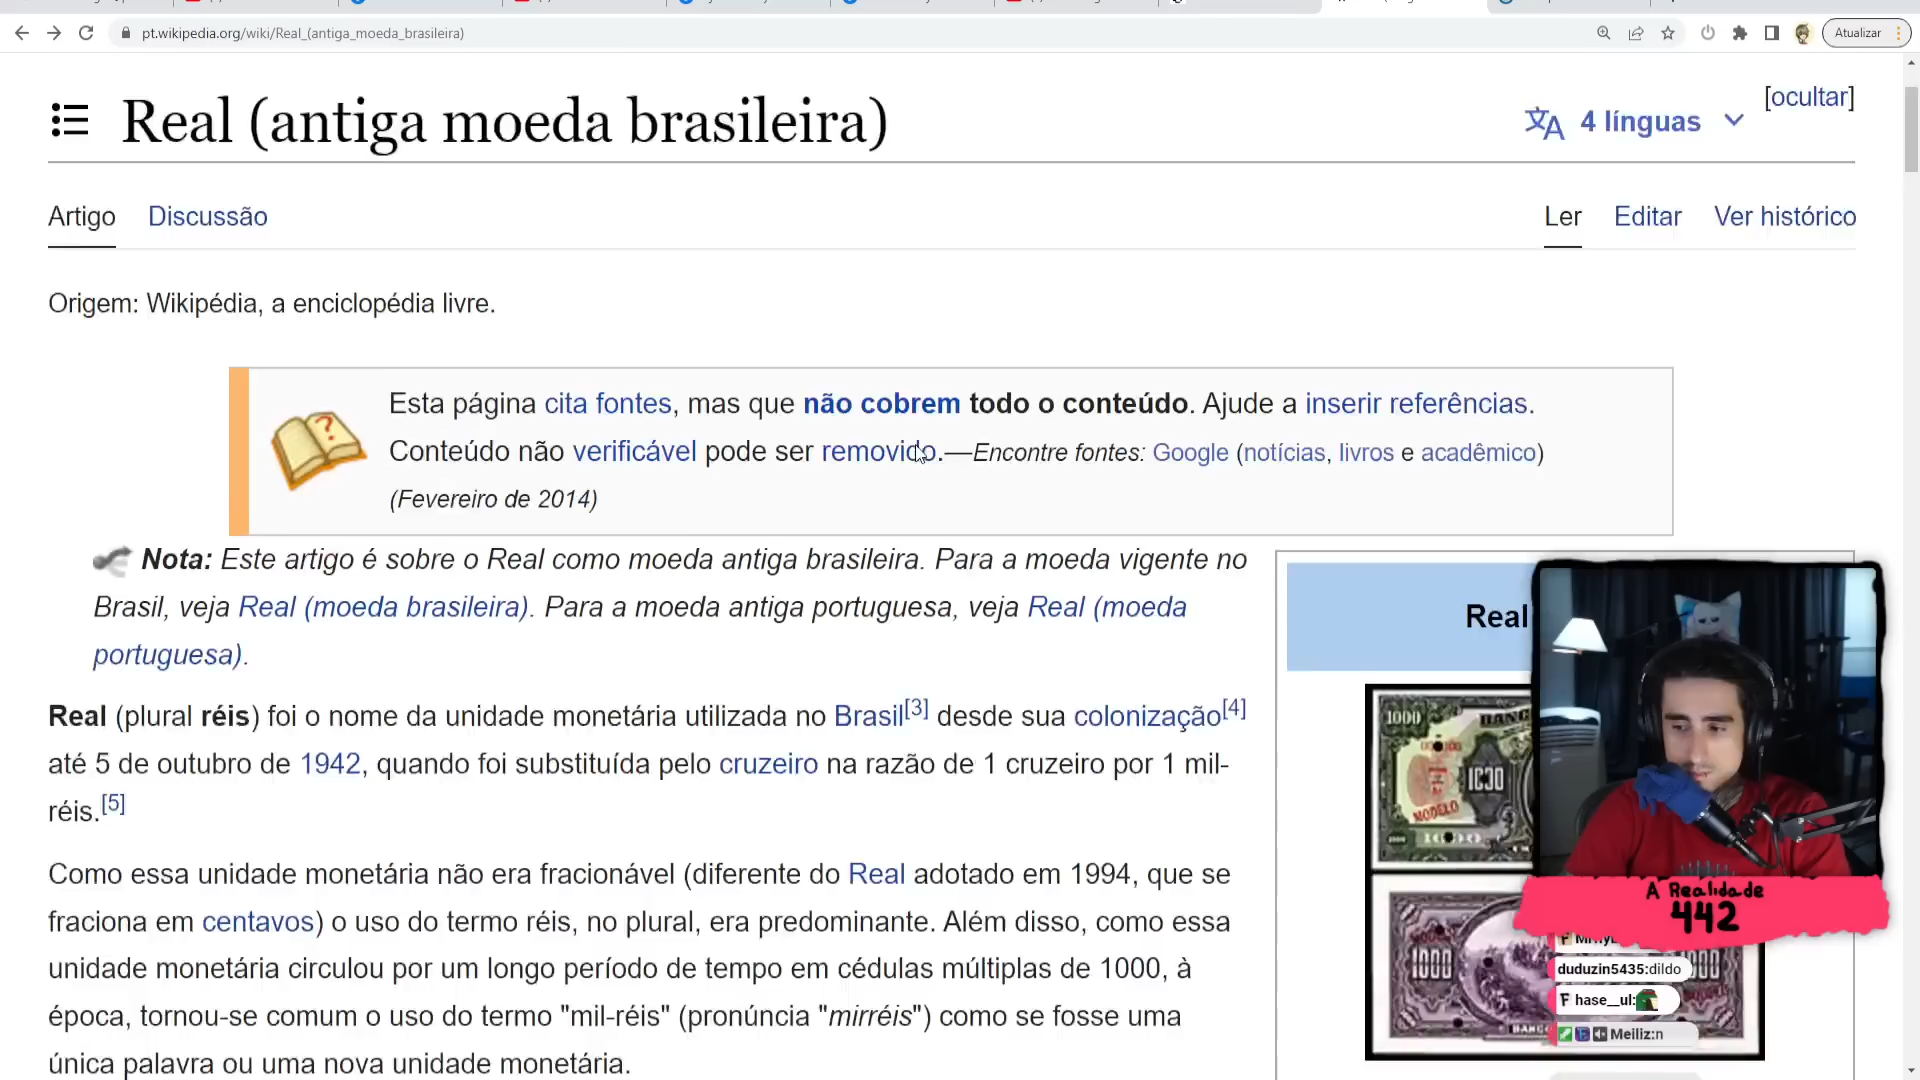 pt.wikipedia.org/wiki/Real_(antiga_moeda_brasileira)
Atualizar
Real (antiga moeda brasileira)
4 línguas
[ocultar]
Artigo
Discussão
Ler
Editar
Ver histórico
Origem: Wikipédia, a enciclopédia livre.
Esta página cita fontes, mas que não cobrem todo o conteúdo. Ajude a inserir referências.
Conteúdo não verificável pode ser removido.—Encontre fontes: Google (notícias, livros e acadêmico)
(Fevereiro de 2014)
Nota: Este artigo é sobre o Real como moeda antiga brasileira. Para a moeda vigente no
Brasil, veja Real (moeda brasileira). Para a moeda antiga portuguesa, veja Real (moeda
portuguesa).
Real (plural réis) foi o nome da unidade monetária utilizada no Brasil[3] desde sua colonização[4]
até 5 de outubro de 1942, quando foi substituída pelo cruzeiro na razão de 1 cruzeiro por 1 mil-
réis.[5]
Como essa unidade monetária não era fracionável (diferente do Real adotado em 1994, que se
fraciona em centavos) o uso do termo réis, no plural, era predominante. Além disso, como essa
unidade monetária circulou por um longo período de tempo em cédulas múltiplas de 1000, à
época, tornou-se comum o uso do termo "mil-réis" (pronúncia "mirréis") como se fosse uma
única palavra ou uma nova unidade monetária.
Real
1000
MODELO
1000
A Realidade
442
duduzin5435:dildo
hase__ul:
Meiliz:n